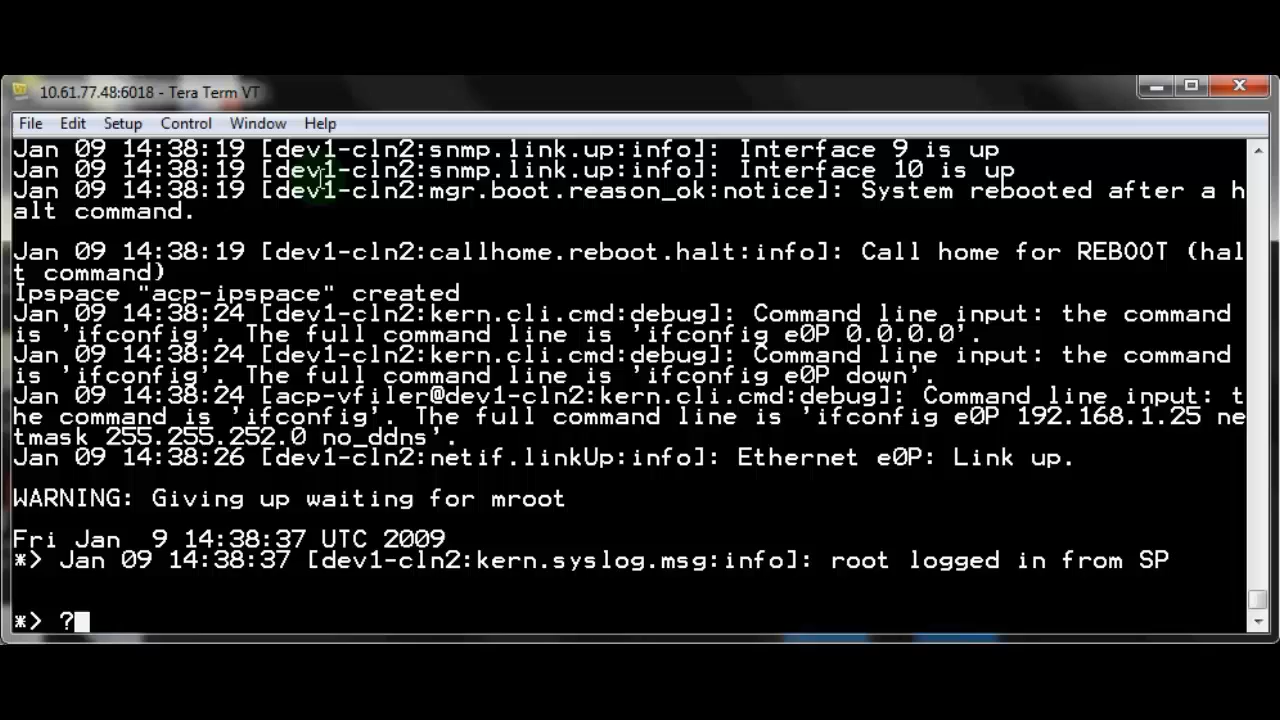 10.61.77.48:6018 - Tera Term VT
File Edit Setup Control Window Help
Jan 09 14:38:19 [dev1-cln2:snmp.link.up:info]: Interface 9 is up
Jan 09 14:38:19 [dev1-cln2:snmp.link.up:info]: Interface 10 is up
Jan 09 14:38:19 [dev1-cln2:mgr.boot.reason_ok:notice]: System rebooted after a h
alt command.
Jan 09 14:38:19 [dev1-cln2:callhome.reboot.halt:info]: Call home for REBOOT (hal
t command)
Ipspace "acp-ipspace" created
Jan 09 14:38:24 [dev1-cln2:kern.cli.cmd:debug]: Command line input: the command
is 'ifconfig'. The full command line is 'ifconfig e0P 0.0.0.0'.
Jan 09 14:38:24 [dev1-cln2:kern.cli.cmd:debug]: Command line input: the command
is 'ifconfig'. The full command line is 'ifconfig e0P down'.
Jan 09 14:38:24 [acp-vfiler@dev1-cln2:kern.cli.cmd:debug]: Command line input: t
he command is 'ifconfig'. The full command line is 'ifconfig e0P 192.168.1.25 ne
tmask 255.255.252.0 no_ddns'.
Jan 09 14:38:26 [dev1-cln2:netif.linkUp:info]: Ethernet e0P: Link up.
WARNING: Giving up waiting for mroot
Fri Jan  9 14:38:37 UTC 2009
*> Jan 09 14:38:37 [dev1-cln2:kern.syslog.msg:info]: root logged in from SP
*> ?